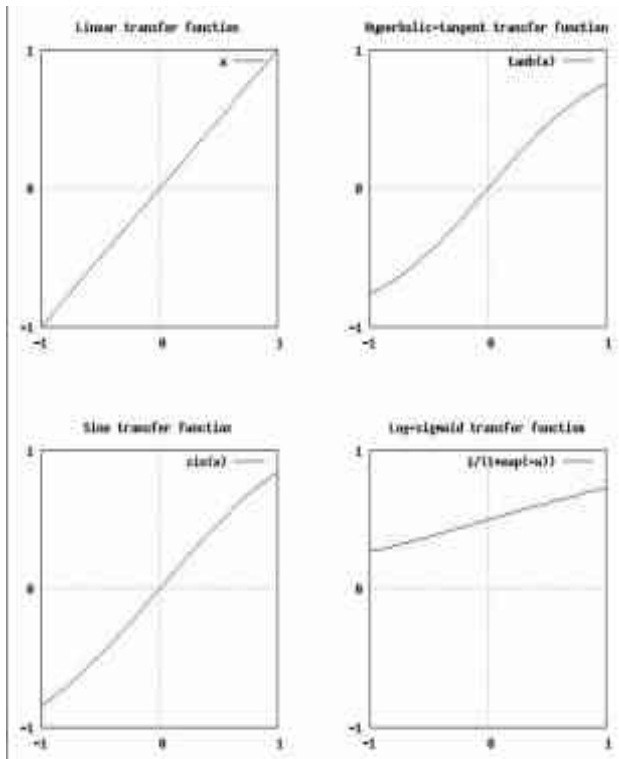 Linear transfer function
x
1
0
-1
-1 0 1
Hyperbolic-tangent transfer function
tanh(x)
1
0
-1
-1 0 1
Sine transfer function
sin(x)
1
0
-1
-1 0 1
Log-sigmoid transfer function
1/(1+exp(-x))
1
0
-1
-1 0 1